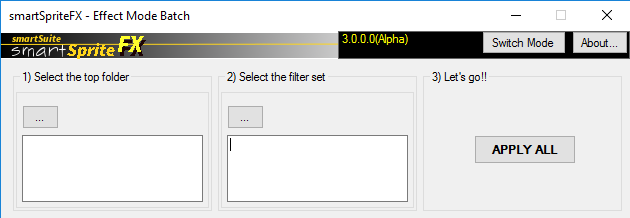 smartSpriteFX - Effect Mode Batch
smartSuite
smartSpriteFX
3.0.0.0(Alpha)
Switch Mode
About...
1) Select the top folder
...
2) Select the filter set
...
3) Let's go!!
APPLY ALL